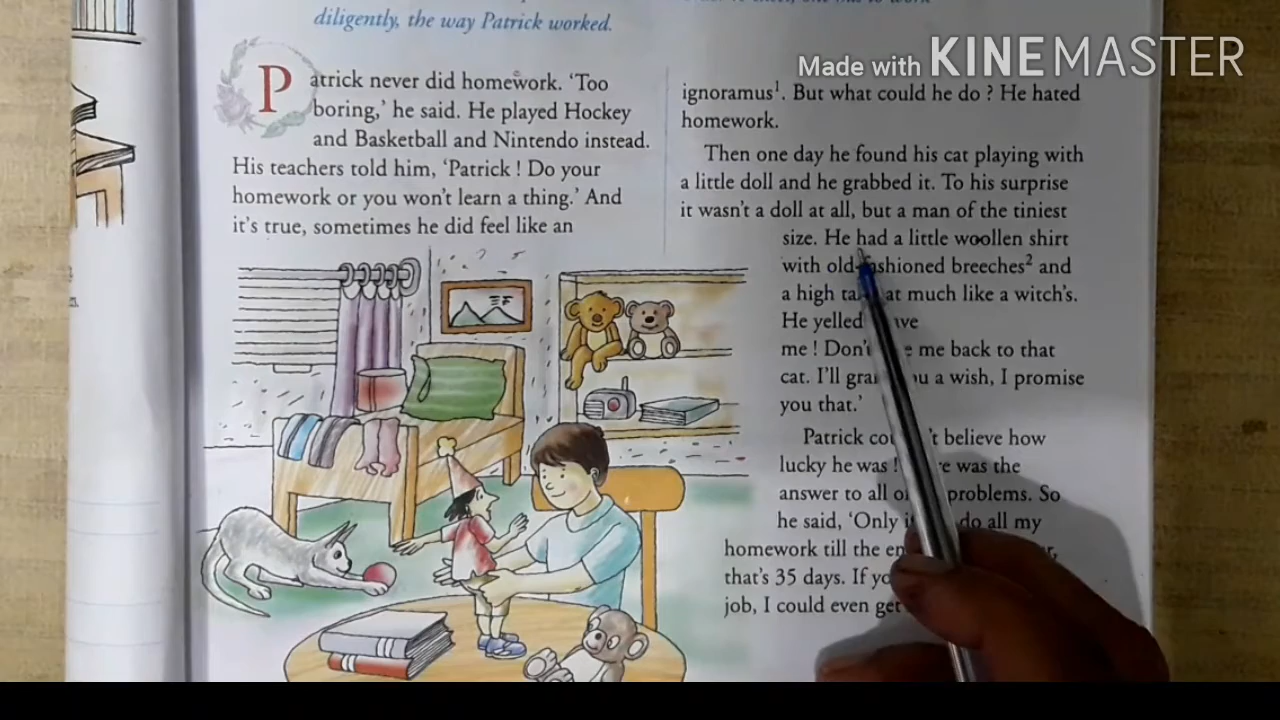 Made with KINEMASTER
diligently, the way Patrick worked.
Patrick never did homework. ‘Too
boring,’ he said. He played Hockey
and Basketball and Nintendo instead.
His teachers told him, ‘Patrick ! Do your
homework or you won't learn a thing.’ And
it's true, sometimes he did feel like an
ignoramus¹. But what could he do ? He hated
homework.
Then one day he found his cat playing with
a little doll and he grabbed it. To his surprise
it wasn't a doll at all, but a man of the tiniest
size. He had a little woollen shirt
with old-fashioned breeches² and
a high much like a witch's.
He yelled
me ! me back to that
cat. I'll a wish, I promise
you that.’
Patrick believe how
lucky he was ! was the
answer to all problems. So
he said, ‘Only do all my
homework till the
that's 35 days. If
job, I could even get